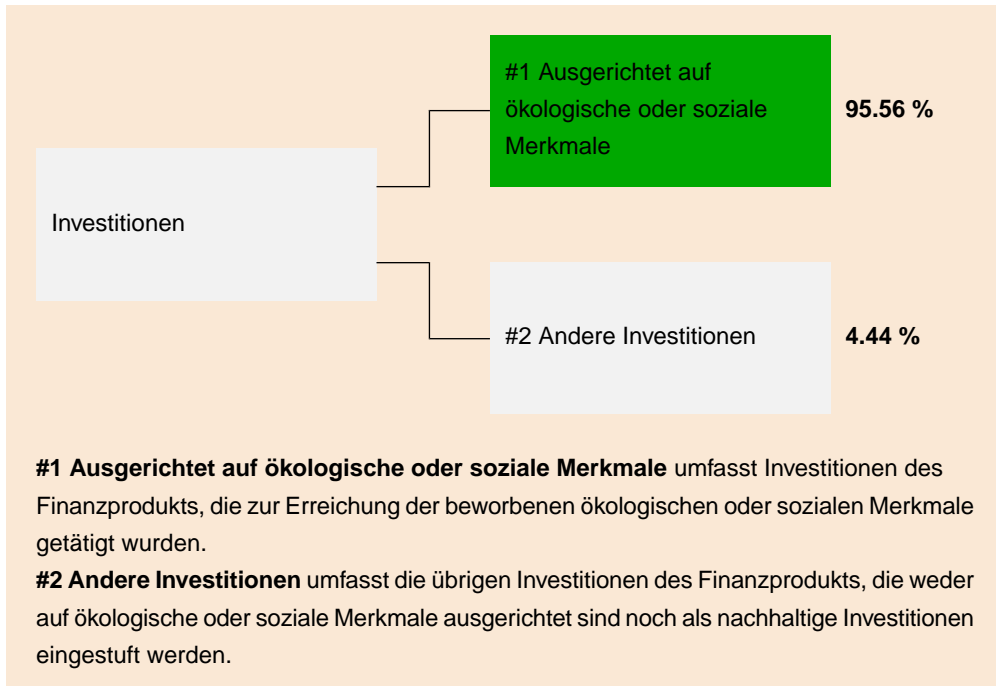 #1 Ausgerichtet auf
ökologische oder soziale
Merkmale
95.56 %
Investitionen
#2 Andere Investitionen
4.44 %
#1 Ausgerichtet auf ökologische oder soziale Merkmale umfasst Investitionen des
Finanzprodukts, die zur Erreichung der beworbenen ökologischen oder sozialen Merkmale
getätigt wurden.
#2 Andere Investitionen umfasst die übrigen Investitionen des Finanzprodukts, die weder
auf ökologische oder soziale Merkmale ausgerichtet sind noch als nachhaltige Investitionen
eingestuft werden.